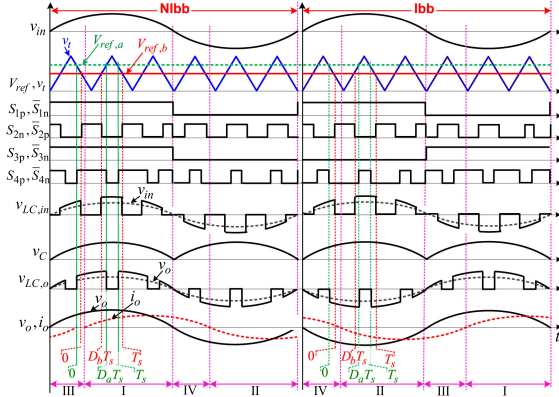 NIbb Ibb
v_in
v_t V_ref,a V_ref,b
V_ref, v_t
S_1p, S̅_1n
S_2n, S̅_2p
S_3p, S̅_3n
S_4p, S̅_4n
v_LC,in v_in
v_C
v_LC,o v_o
v_o, i_o v_o i_o t
0 D_bT_s T_s 0 D_bT_s T_s
0 D_aT_s T_s 0 D_aT_s T_s
III I IV II IV II III I